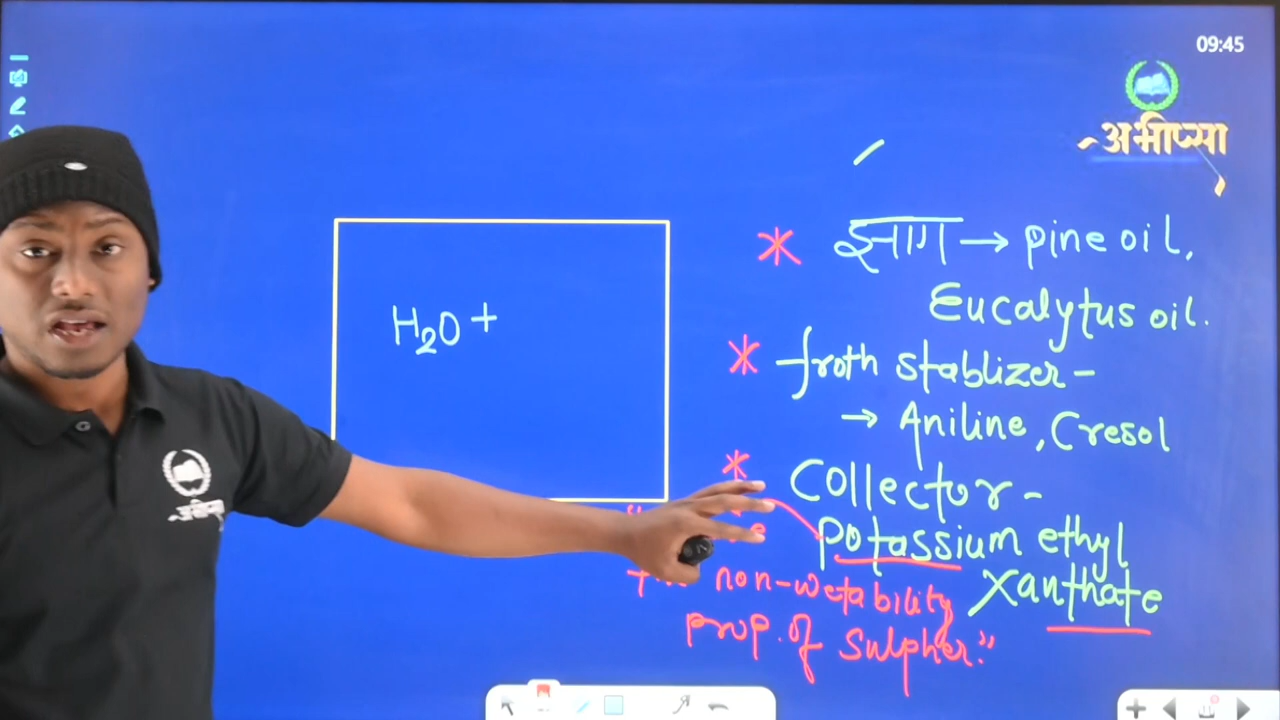 09:45
अभीप्सा
झाग → pine oil,
Eucalytus oil.
H₂O +
* froth stablizer -
→ Aniline, Cresol
* Collector -
potassium ethyl
xanthate
non-wetability
prop. of Sulpher."
अभीप्सा